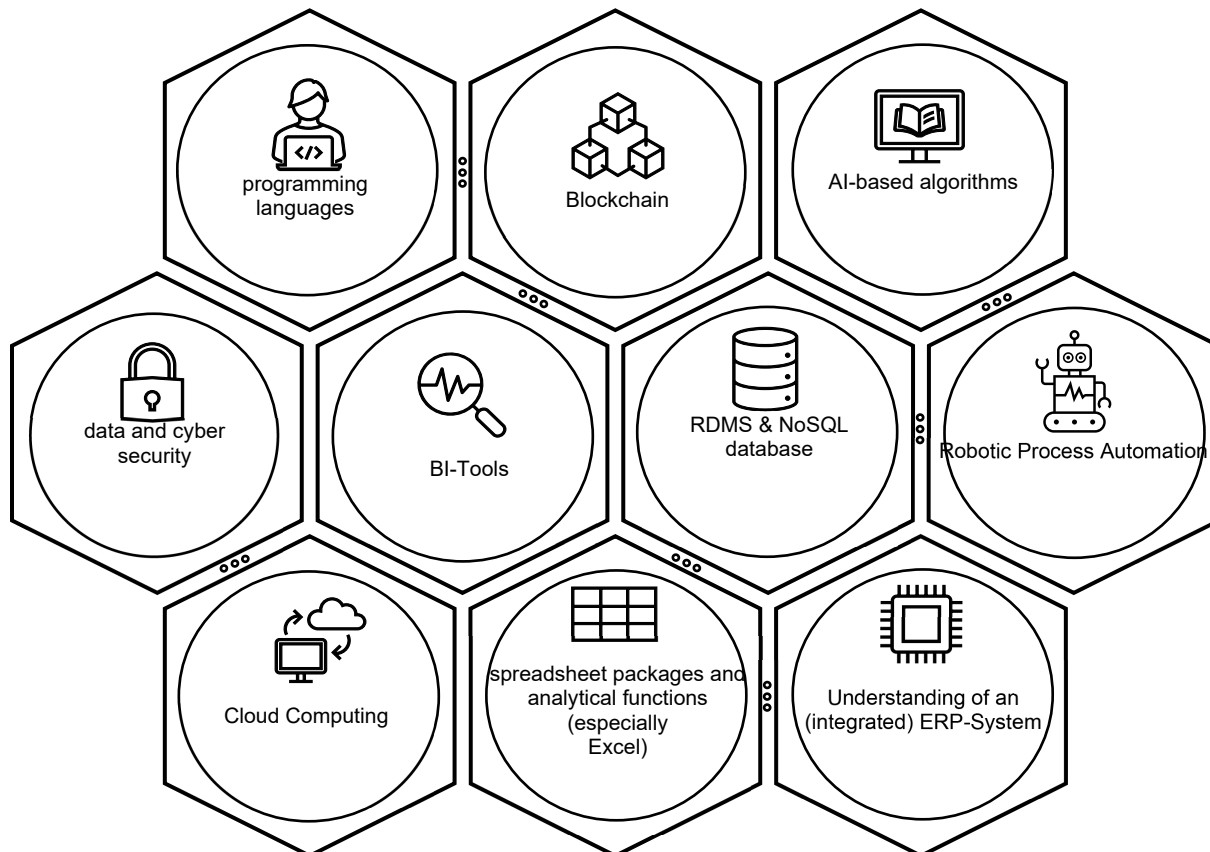 </>
programming
languages
Blockchain
AI-based algorithms
data and cyber
security
BI-Tools
RDMS & NoSQL
database
Robotic Process Automation
Cloud Computing
spreadsheet packages and
analytical functions
(especially
Excel)
Understanding of an
(integrated) ERP-System